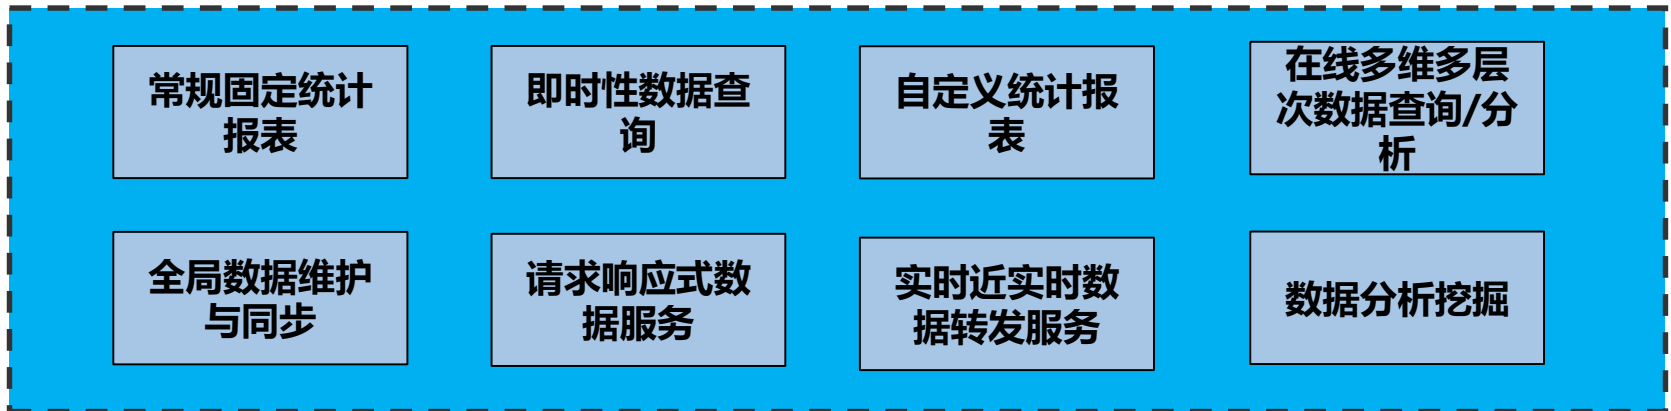 常规固定统计
报表
即时性数据查
询
自定义统计报
表
在线多维多层
次数据查询/分
析
全局数据维护
与同步
请求响应式数
据服务
实时近实时数
据转发服务
数据分析挖掘